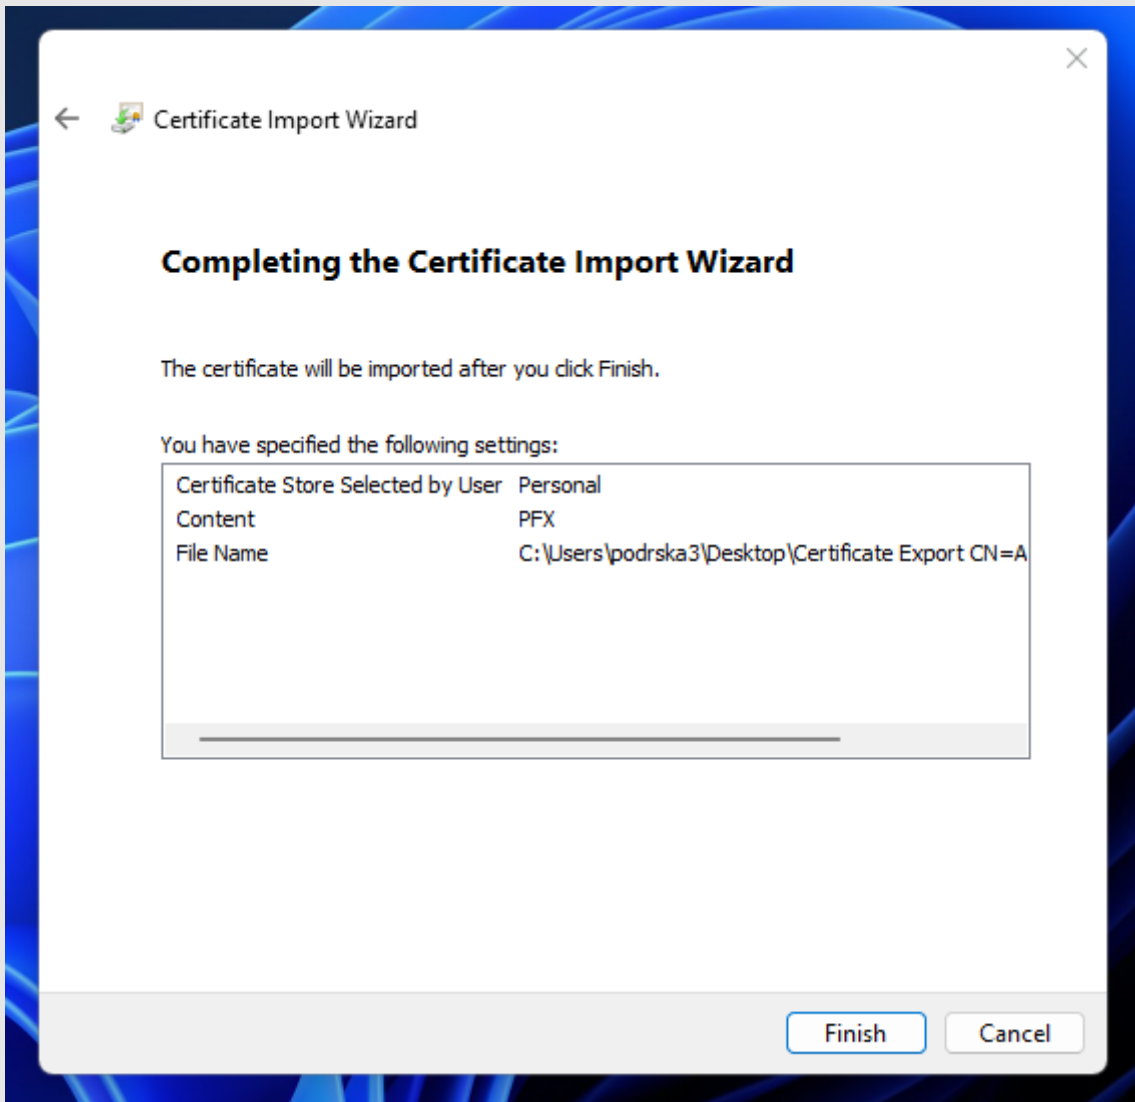 Certificate Import Wizard
Completing the Certificate Import Wizard
The certificate will be imported after you click Finish.
You have specified the following settings:
Certificate Store Selected by User Personal
Content PFX
File Name C:\Users\podrska3\Desktop\Certificate Export CN=A
Finish Cancel